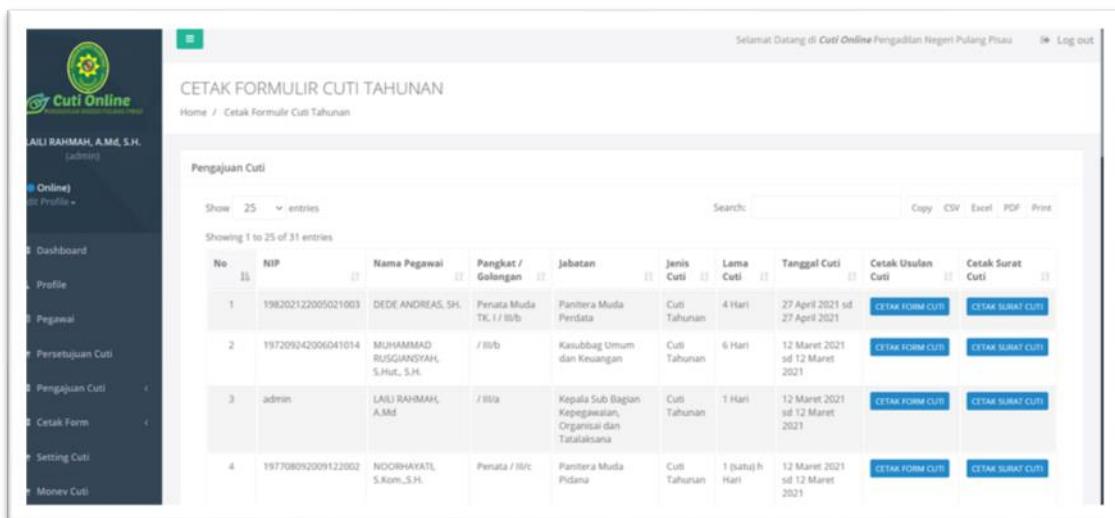 Selamat Datang di Cuti Online Pengadilan Negeri Pulang Pisau Log out
Cuti Online
CETAK FORMULIR CUTI TAHUNAN
Home / Cetak Formulir Cuti Tahunan
LAILI RAHMAH, A.Md, S.H.
(admin)
Online)
dit Profile
Dashboard
Profile
Pegawai
Persetujuan Cuti
Pengajuan Cuti
Cetak Form
Setting Cuti
Monev Cuti
Pengajuan Cuti
Show 25 entries Search: Copy CSV Excel PDF Print
Showing 1 to 25 of 31 entries
No NIP Nama Pegawai Pangkat / Jabatan Jenis Lama Tanggal Cuti Cetak Usulan Cetak Surat
Golongan Cuti Cuti Cuti Cuti
1 198202122005021003 DEDE ANDREAS, SH. Penata Muda Panitera Muda Cuti 4 Hari 27 April 2021 sd CETAK FORM CUTI CETAK SURAT CUTI
TK. I / III/b Perdata Tahunan 27 April 2021
2 197209242006041014 MUHAMMAD / III/b Kasubbag Umum Cuti 6 Hari 12 Maret 2021 CETAK FORM CUTI CETAK SURAT CUTI
RUSGIANSYAH, dan Keuangan Tahunan sd 12 Maret
S.Hut., S.H. 2021
3 admin LAILI RAHMAH, / III/a Kepala Sub Bagian Cuti 1 Hari 12 Maret 2021 CETAK FORM CUTI CETAK SURAT CUTI
A.Md Kepegawaian, Tahunan sd 12 Maret
Organisai dan 2021
Tatalaksana
4 197708092009122002 NOORHAYATI, Penata / III/c Panitera Muda Cuti 1 (satu) h 12 Maret 2021 CETAK FORM CUTI CETAK SURAT CUTI
S.Kom.,S.H. Pidana Tahunan Hari sd 12 Maret
2021